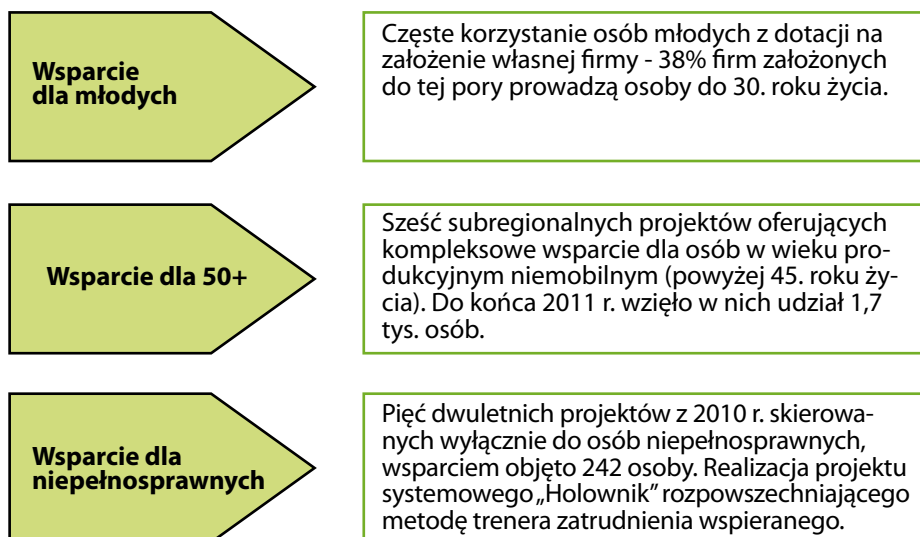 Wsparcie
dla młodych
Częste korzystanie osób młodych z dotacji na
założenie własnej firmy - 38% firm założonych
do tej pory prowadzą osoby do 30. roku życia.
Wsparcie dla 50+
Sześć subregionalnych projektów oferujących
kompleksowe wsparcie dla osób w wieku pro-
dukcyjnym niemobilnym (powyżej 45. roku ży-
cia). Do końca 2011 r. wzięło w nich udział 1,7
tys. osób.
Wsparcie dla
niepełnosprawnych
Pięć dwuletnich projektów z 2010 r. skierowa-
nych wyłącznie do osób niepełnosprawnych,
wsparciem objęto 242 osoby. Realizacja projektu
systemowego „Holownik” rozpowszechniającego
metodę trenera zatrudnienia wspieranego.